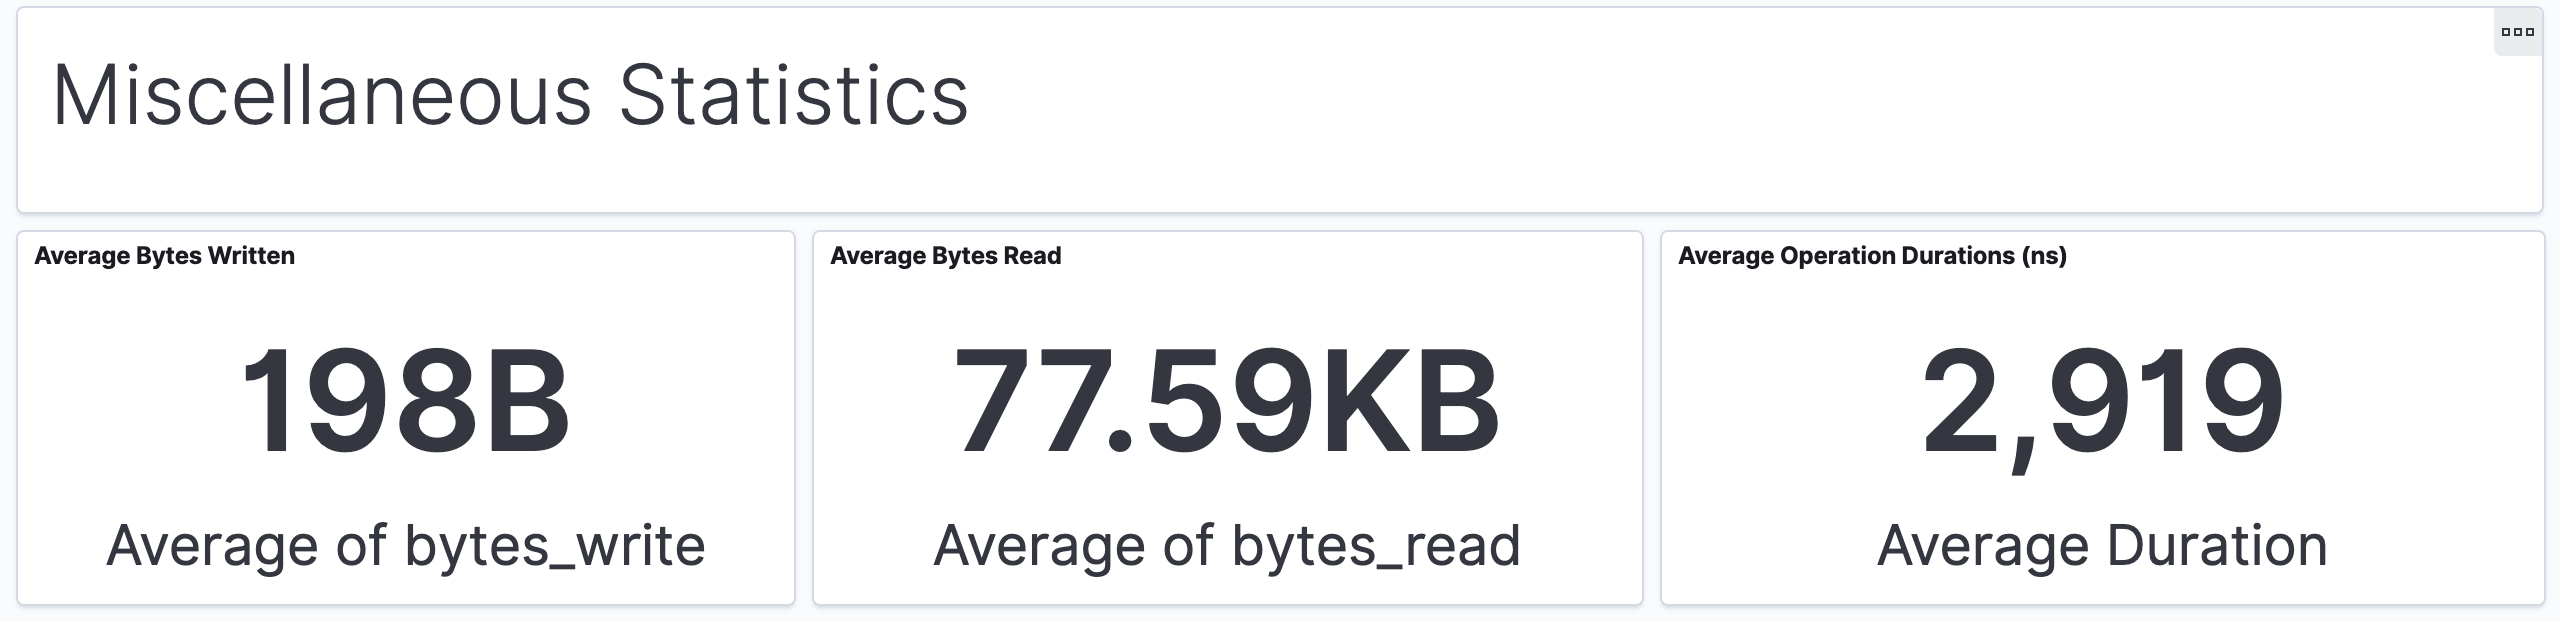 Miscellaneous Statistics
Average Bytes Written
198B
Average of bytes_write
Average Bytes Read
77.59KB
Average of bytes_read
Average Operation Durations (ns)
2,919
Average Duration